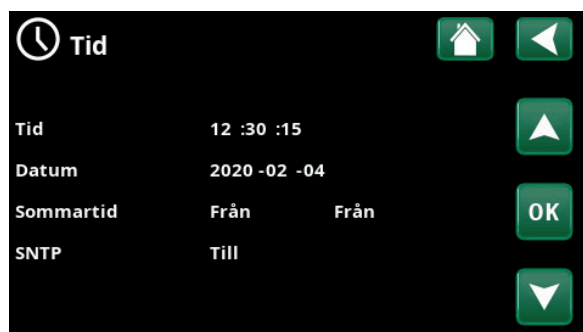 Tid
Tid 12 :30 :15
Datum 2020 -02 -04
Sommartid Från Från
OK
SNTP Till